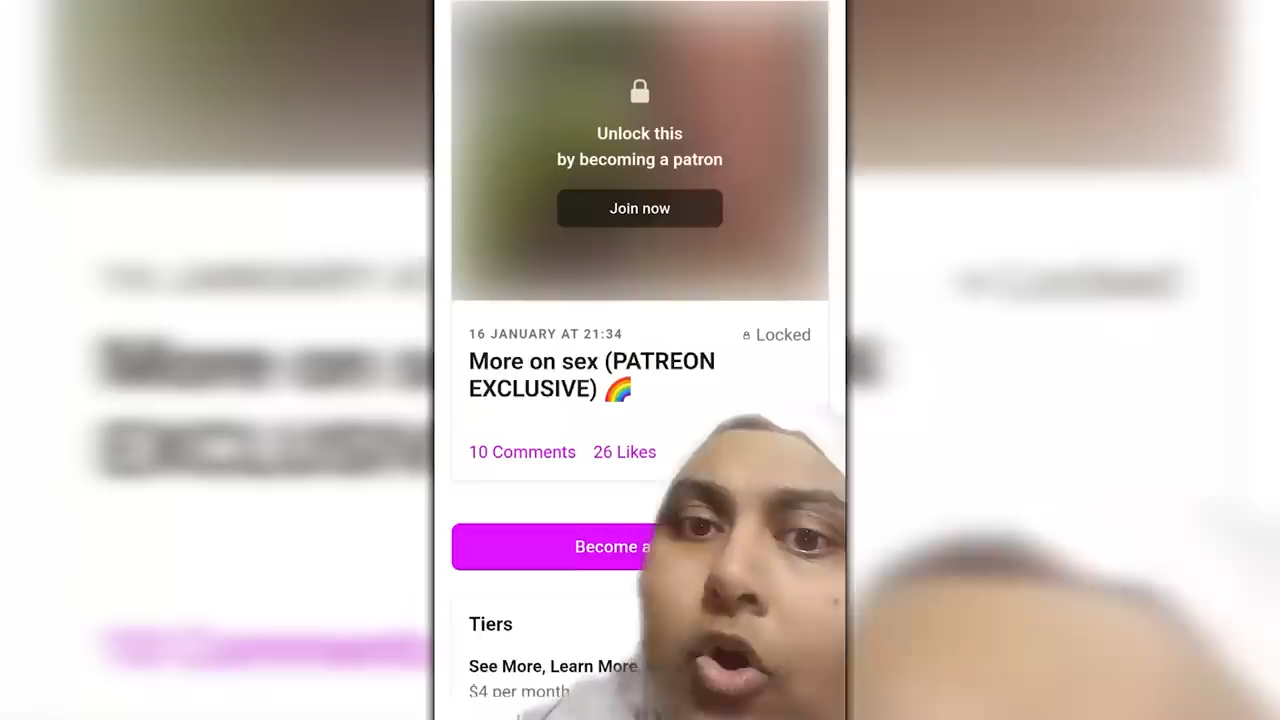 Unlock this
by becoming a patron
Join now
16 JANUARY AT 21:34
Locked
More on sex (PATREON
EXCLUSIVE) 🌈
10 Comments 26 Likes
Become a
Tiers
See More, Learn More
$4 per month